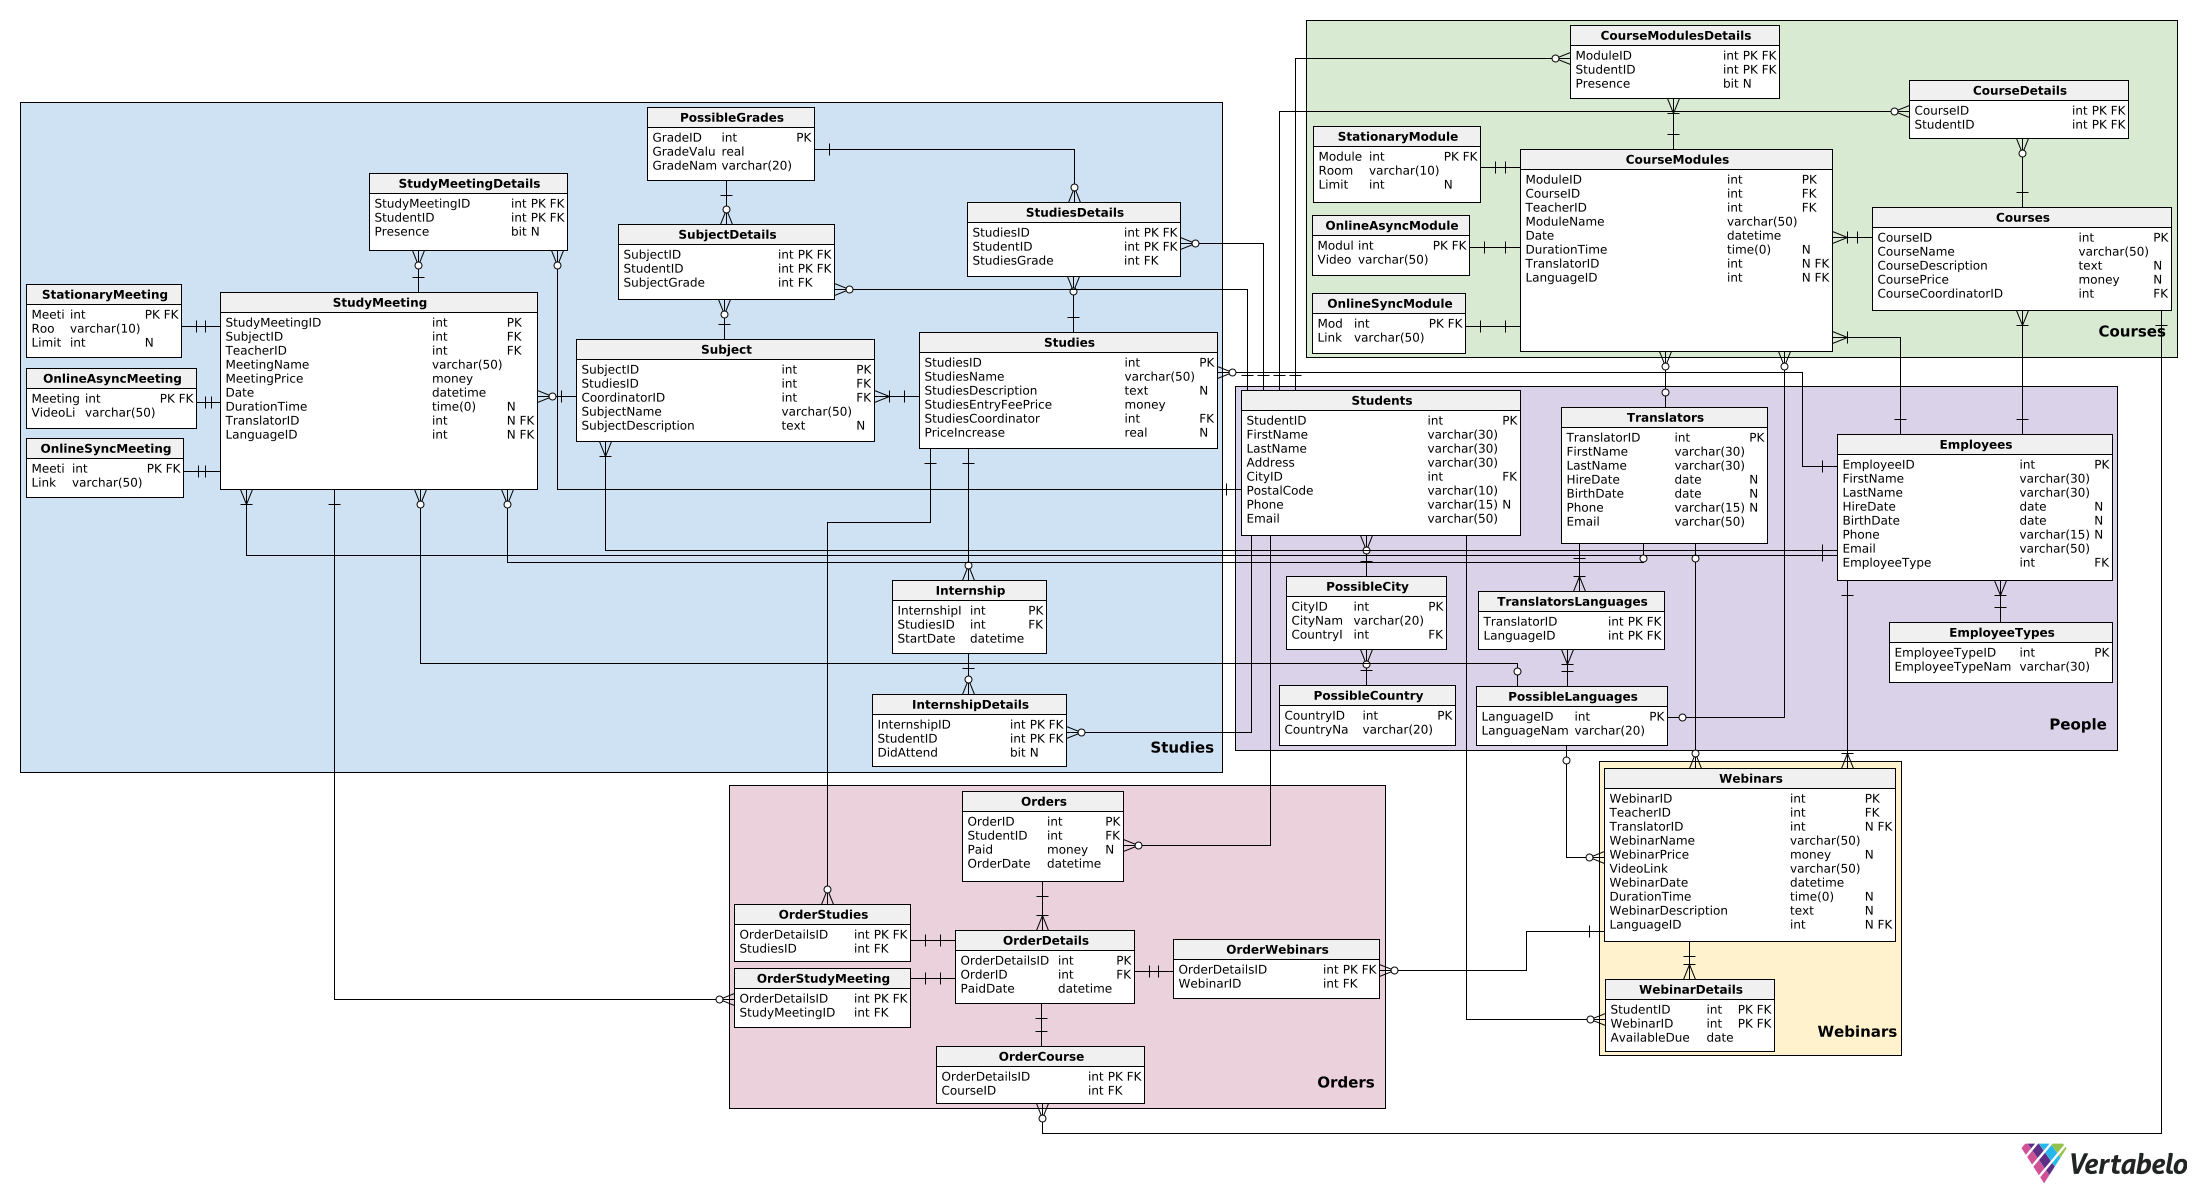 CourseModulesDetails
ModuleID int PK FK
StudentID int PK FK
Presence bit N
CourseDetails
CourseID int PK FK
StudentID int PK FK
StationaryModule
Module int PK FK
Room varchar(10)
Limit int N
OnlineAsyncModule
Modul int PK FK
Video varchar(50)
OnlineSyncModule
Mod int PK FK
Link varchar(50)
CourseModules
ModuleID int PK
CourseID int FK
TeacherID int FK
ModuleName varchar(50)
Date datetime
DurationTime time(0) N
TranslatorID int N FK
LanguageID int N FK
Courses
CourseID int PK
CourseName varchar(50)
CourseDescription text N
CoursePrice money N
CourseCoordinatorID int FK
Courses
PossibleGrades
GradeID int PK
GradeValu real
GradeNam varchar(20)
StudyMeetingDetails
StudyMeetingID int PK FK
StudentID int PK FK
Presence bit N
SubjectDetails
SubjectID int PK FK
StudentID int PK FK
SubjectGrade int FK
StudiesDetails
StudiesID int PK FK
StudentID int PK FK
StudiesGrade int FK
StationaryMeeting
Meeti int PK FK
Roo varchar(10)
Limit int N
OnlineAsyncMeeting
Meeting int PK FK
VideoLi varchar(50)
OnlineSyncMeeting
Meeti int PK FK
Link varchar(50)
StudyMeeting
StudyMeetingID int PK
SubjectID int FK
TeacherID int FK
MeetingName varchar(50)
MeetingPrice money
Date datetime
DurationTime time(0) N
TranslatorID int N FK
LanguageID int N FK
Subject
SubjectID int PK
StudiesID int FK
CoordinatorID int FK
SubjectName varchar(50)
SubjectDescription text N
Studies
StudiesID int PK
StudiesName varchar(50)
StudiesDescription text N
StudiesEntryFeePrice money
StudiesCoordinator int FK
PriceIncrease real N
Internship
InternshipI int PK
StudiesID int FK
StartDate datetime
InternshipDetails
InternshipID int PK FK
StudentID int PK FK
DidAttend bit N
Studies
Students
StudentID int PK
FirstName varchar(30)
LastName varchar(30)
Address varchar(30)
CityID int FK
PostalCode varchar(10)
Phone varchar(15) N
Email varchar(50)
Translators
TranslatorID int PK
FirstName varchar(30)
LastName varchar(30)
HireDate date N
BirthDate date N
Phone varchar(15) N
Email varchar(50)
Employees
EmployeeID int PK
FirstName varchar(30)
LastName varchar(30)
HireDate date N
BirthDate date N
Phone varchar(15) N
Email varchar(50)
EmployeeType int FK
PossibleCity
CityID int PK
CityNam varchar(20)
CountryI int FK
TranslatorsLanguages
TranslatorID int PK FK
LanguageID int PK FK
EmployeeTypes
EmployeeTypeID int PK
EmployeeTypeNam varchar(30)
PossibleCountry
CountryID int PK
CountryNa varchar(20)
PossibleLanguages
LanguageID int PK
LanguageNam varchar(20)
People
Orders
OrderID int PK
StudentID int FK
Paid money N
OrderDate datetime
OrderStudies
OrderDetailsID int PK FK
StudiesID int FK
OrderStudyMeeting
OrderDetailsID int PK FK
StudyMeetingID int FK
OrderDetails
OrderDetailsID int PK
OrderID int FK
PaidDate datetime
OrderWebinars
OrderDetailsID int PK FK
WebinarID int FK
OrderCourse
OrderDetailsID int PK FK
CourseID int FK
Orders
Webinars
WebinarID int PK
TeacherID int FK
TranslatorID int N FK
WebinarName varchar(50)
WebinarPrice money N
VideoLink varchar(50)
WebinarDate datetime
DurationTime time(0) N
WebinarDescription text N
LanguageID int N FK
WebinarDetails
StudentID int PK FK
WebinarID int PK FK
AvailableDue date
Webinars
Vertabelo